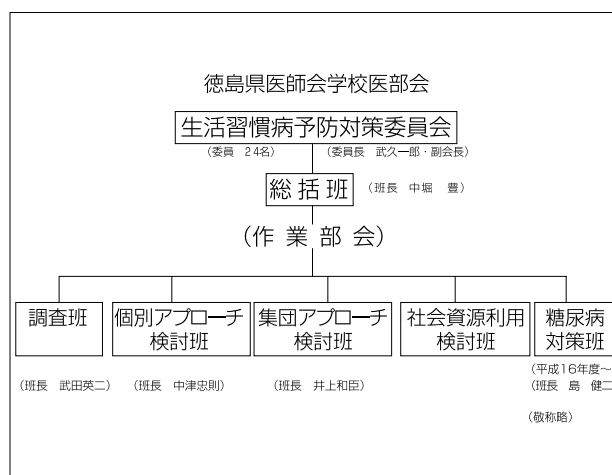 徳島県医師会学校医部会
生活習慣病予防対策委員会
(委員 24名) (委員長 武久一郎・副会長)
総括班 (班長 中堀 豊)
(作業部会)
調査班
個別アプローチ
検討班
集団アプローチ
検討班
社会資源利用
検討班
糖尿病
対策班
(班長 武田英二)
(班長 中津忠則)
(班長 井上和臣)
(平成16年度~
(班長 島 健二
(敬称略)